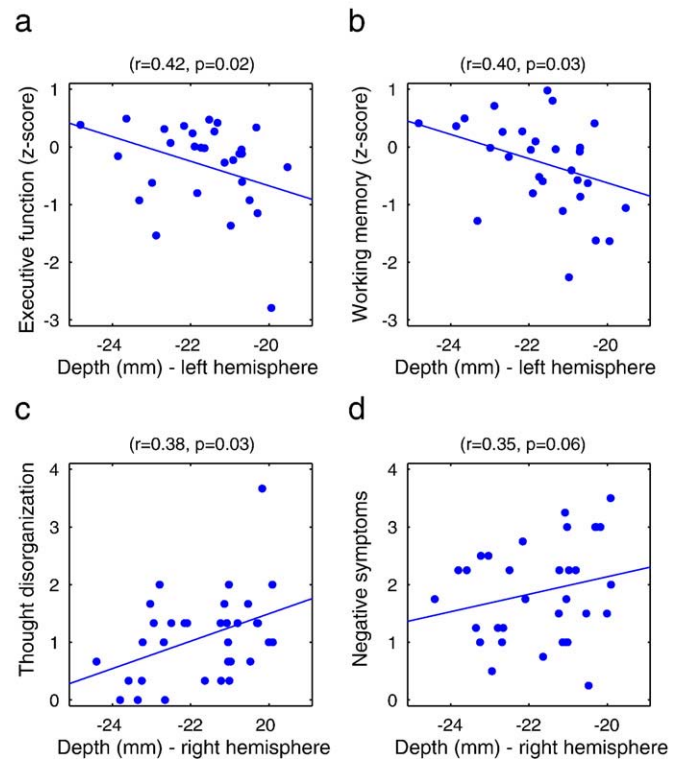 a
(r=0.42, p=0.02)
Executive function (z-score)
1
0
-1
-2
-3
-24
-22
-20
Depth (mm) - left hemisphere
b
(r=0.40, p=0.03)
Working memory (z-score)
1
0
-1
-2
-3
-24
-22
-20
Depth (mm) - left hemisphere
c
(r=0.38, p=0.03)
Thought disorganization
4
3
2
1
0
-24
-22
20
Depth (mm) - right hemisphere
d
(r=0.35, p=0.06)
Negative symptoms
4
3
2
1
0
-24
-22
20
Depth (mm) - right hemisphere